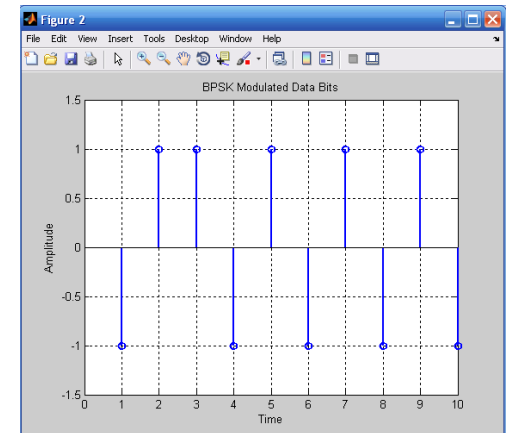 Figure 2
File Edit View Insert Tools Desktop Window Help
BPSK Modulated Data Bits
1.5
1
0.5
0
-0.5
-1
-1.5
Amplitude
0 1 2 3 4 5 6 7 8 9 10
Time